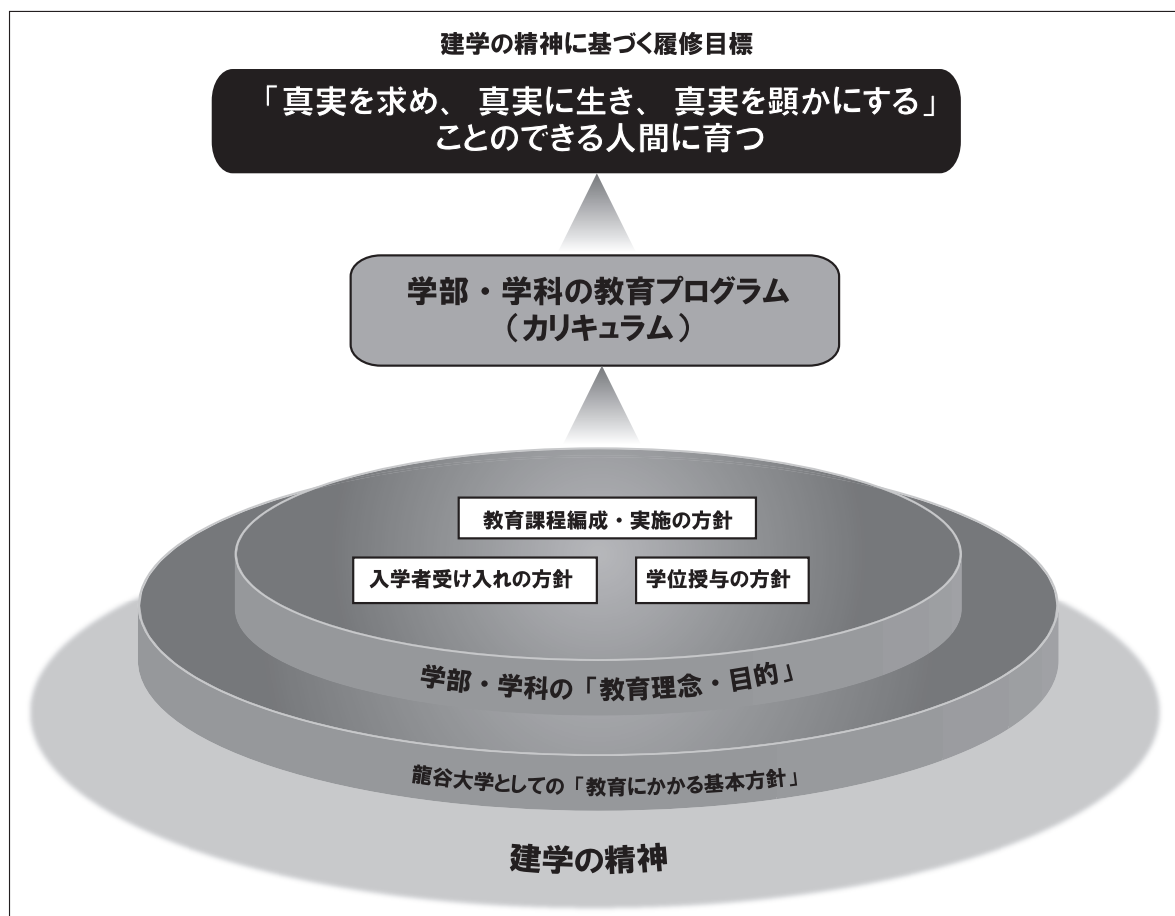 建学の精神に基づく履修目標
「真実を求め、真実に生き、真実を顕かにする」
ことのできる人間に育つ
学部・学科の教育プログラム
（カリキュラム）
教育課程編成・実施の方針
入学者受け入れの方針
学位授与の方針
学部・学科の「教育理念・目的」
龍谷大学としての「教育にかかる基本方針」
建学の精神